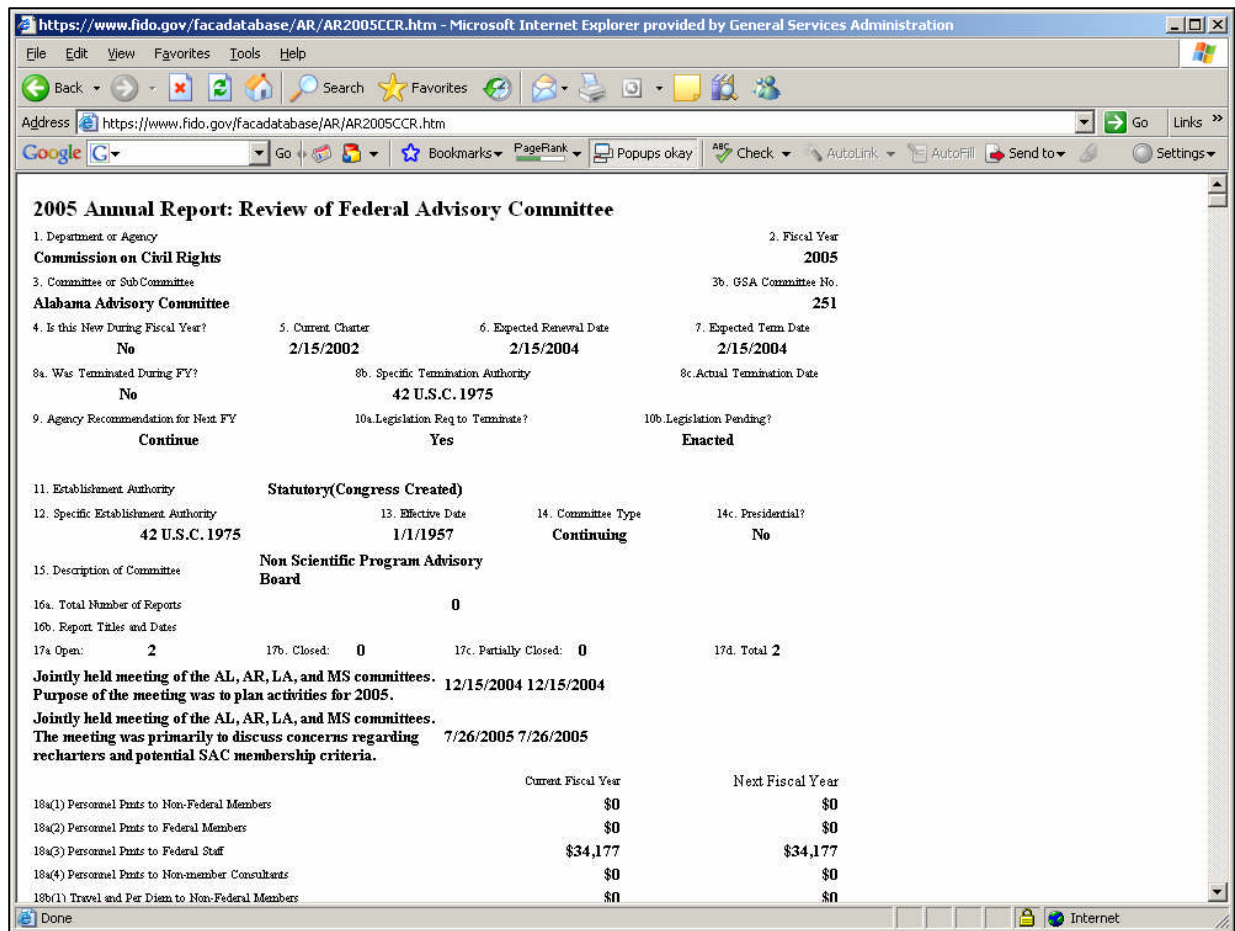 https://www.fido.gov/facadatabase/AR/AR2005CCR.htm - Microsoft Internet Explorer provided by General Services Administration
File Edit View Favorites Tools Help
Back Search Favorites
Address https://www.fido.gov/facadatabase/AR/AR2005CCR.htm Go Links »
Google G Go Bookmarks PageRank Popups okay ABC Check AutoLink AutoFill Send to Settings
2005 Annual Report: Review of Federal Advisory Committee
1. Department or Agency 2. Fiscal Year
Commission on Civil Rights 2005
3. Committee or SubCommittee 3b. GSA Committee No.
Alabama Advisory Committee 251
4. Is this New During Fiscal Year? 5. Current Charter 6. Expected Renewal Date 7. Expected Term Date
No 2/15/2002 2/15/2004 2/15/2004
8a. Was Terminated During FY? 8b. Specific Termination Authority 8c.Actual Termination Date
No 42 U.S.C. 1975
9. Agency Recommendation for Next FY 10a.Legislation Req to Terminate? 10b.Legislation Pending?
Continue Yes Enacted
11. Establishment Authority Statutory(Congress Created)
12. Specific Establishment Authority 13. Effective Date 14. Committee Type 14c. Presidential?
42 U.S.C. 1975 1/1/1957 Continuing No
15. Description of Committee Non Scientific Program Advisory
Board
16a. Total Number of Reports 0
16b. Report Titles and Dates
17a Open: 2 17b. Closed: 0 17c. Partially Closed: 0 17d. Total 2
Jointly held meeting of the AL, AR, LA, and MS committees.
Purpose of the meeting was to plan activities for 2005. 12/15/2004 12/15/2004
Jointly held meeting of the AL, AR, LA, and MS committees.
The meeting was primarily to discuss concerns regarding 7/26/2005 7/26/2005
recharters and potential SAC membership criteria.
Current Fiscal Year Next Fiscal Year
18a(1) Personnel Pmts to Non-Federal Members $0 $0
18a(2) Personnel Pmts to Federal Members $0 $0
18a(3) Personnel Pmts to Federal Staff $34,177 $34,177
18a(4) Personnel Pmts to Non-member Consultants $0 $0
18b(1) Travel and Per Diem to Non-Federal Members $0 $0
Done Internet